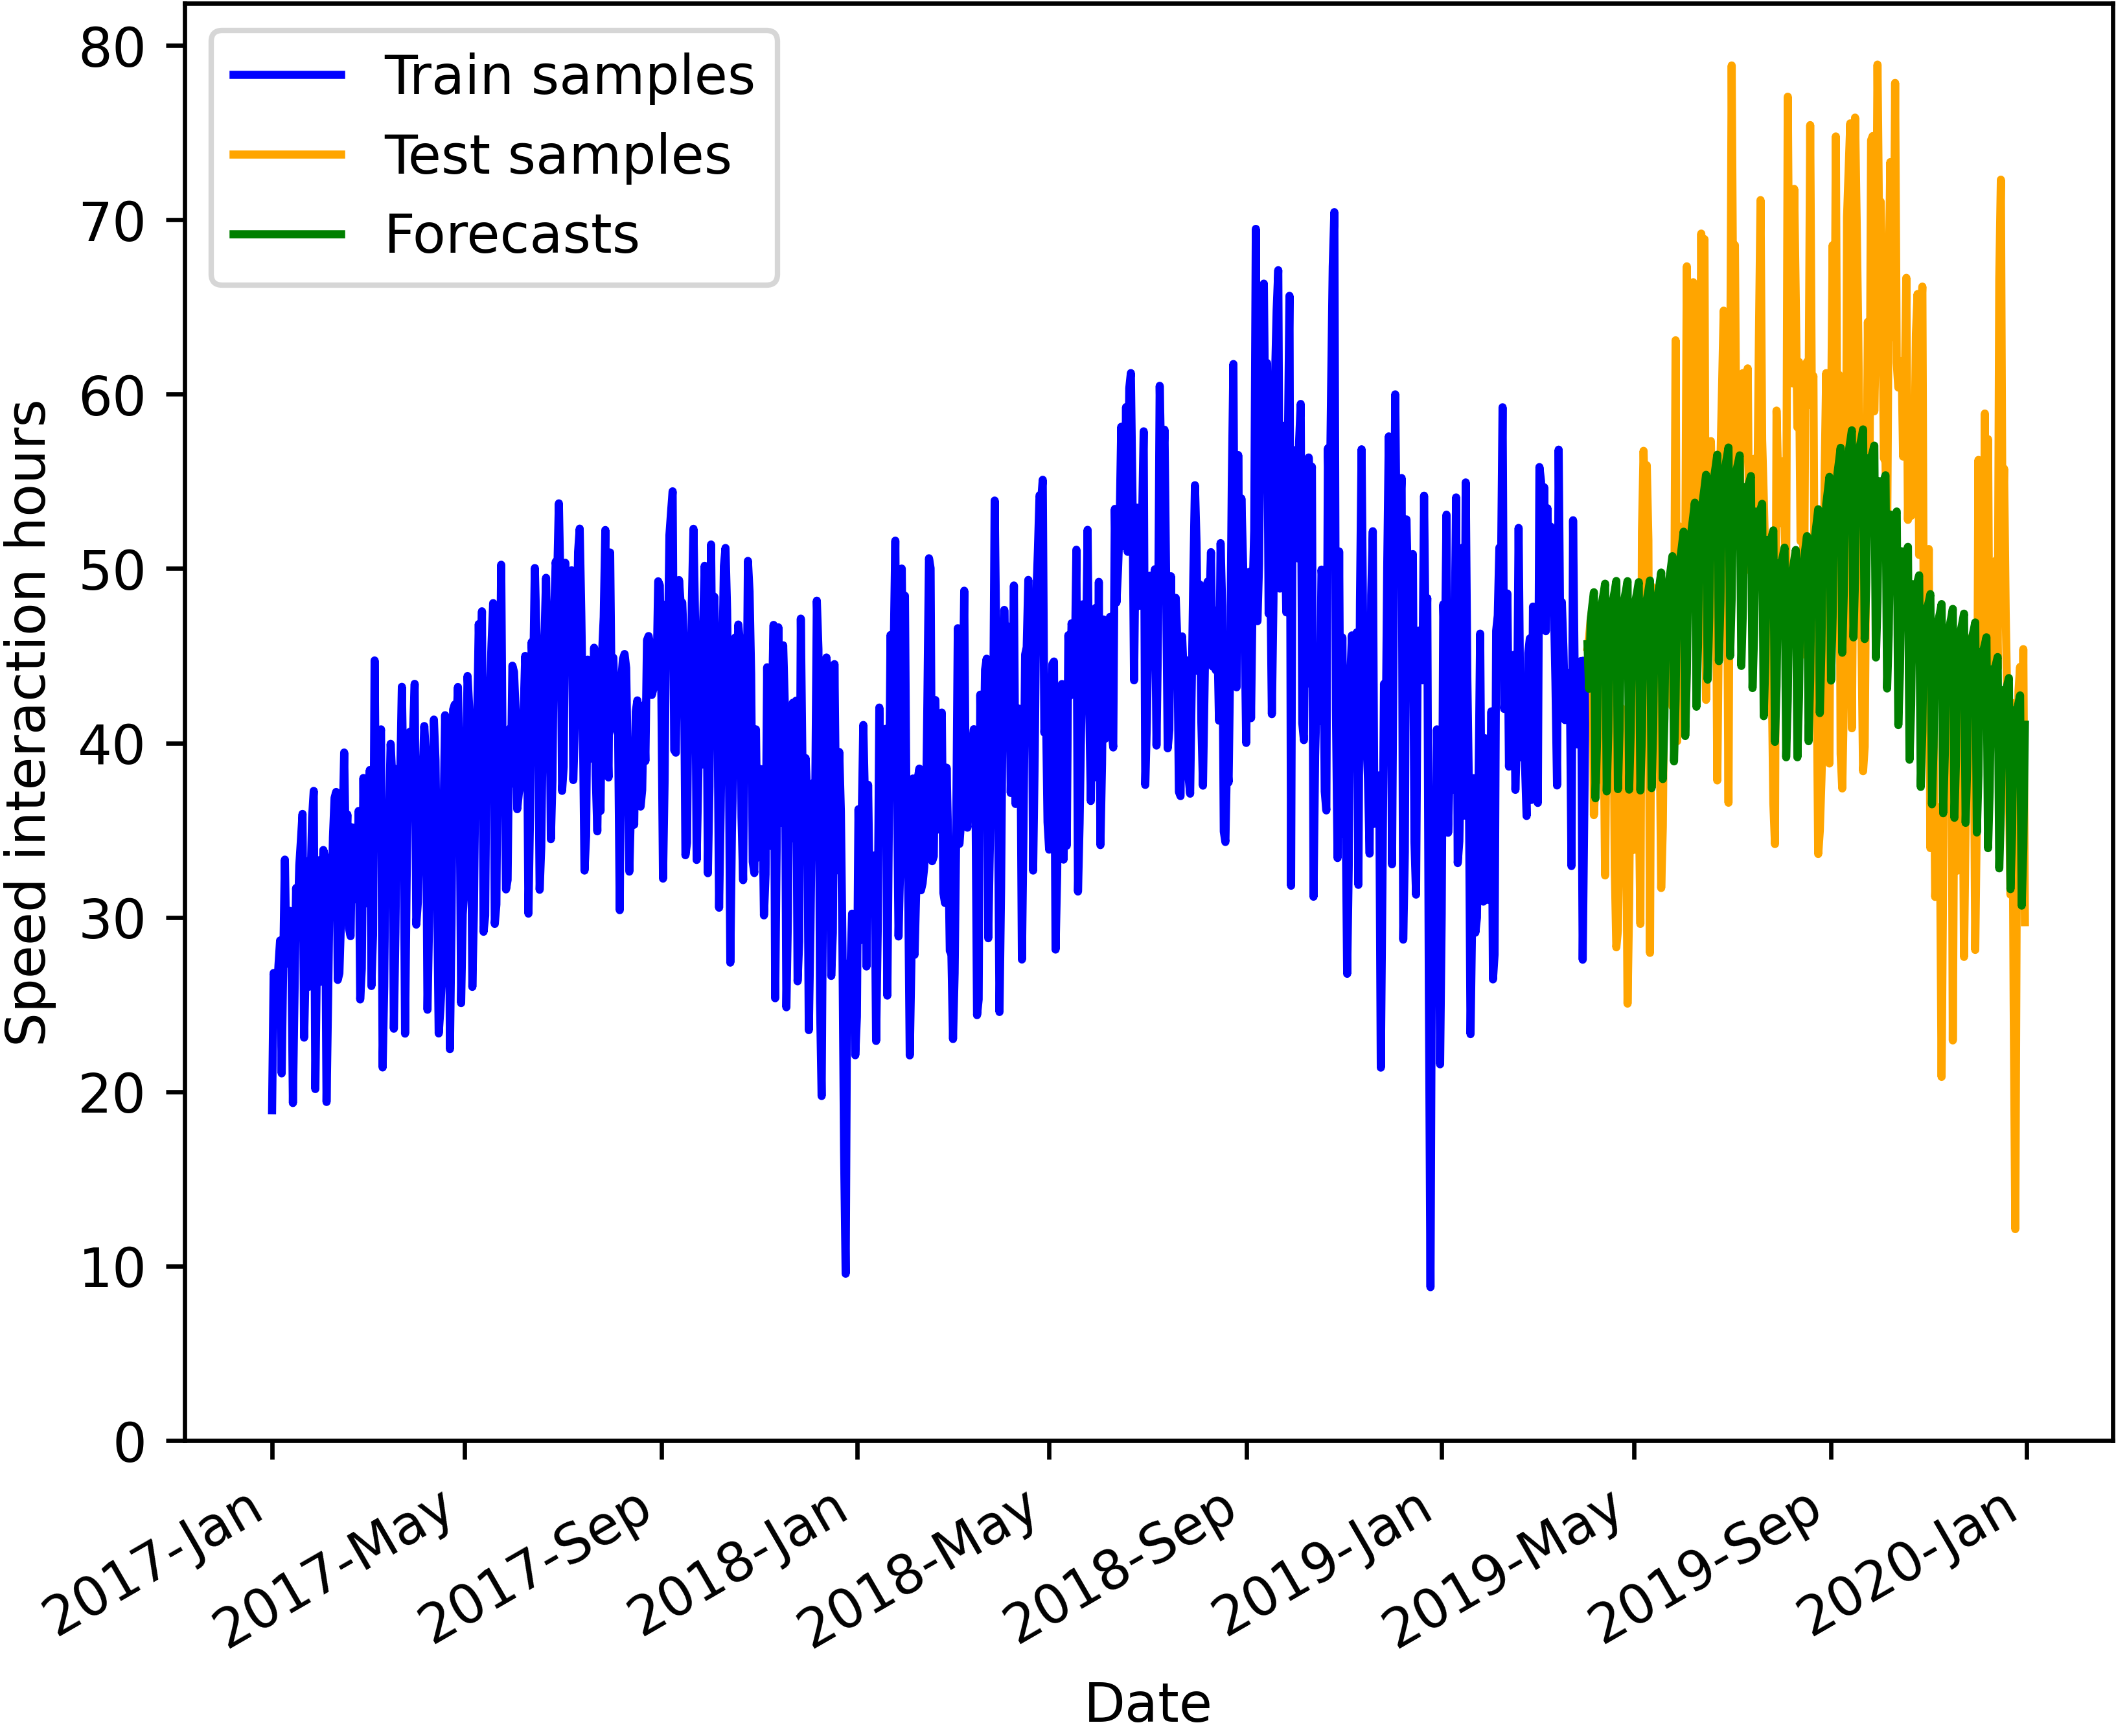 Train samples
Test samples
Forecasts
80
70
60
50
40
30
20
10
0
Speed interaction hours
2017-Jan
2017-May
2017-Sep
2018-Jan
2018-May
2018-Sep
2019-Jan
2019-May
2019-Sep
2020-Jan
Date